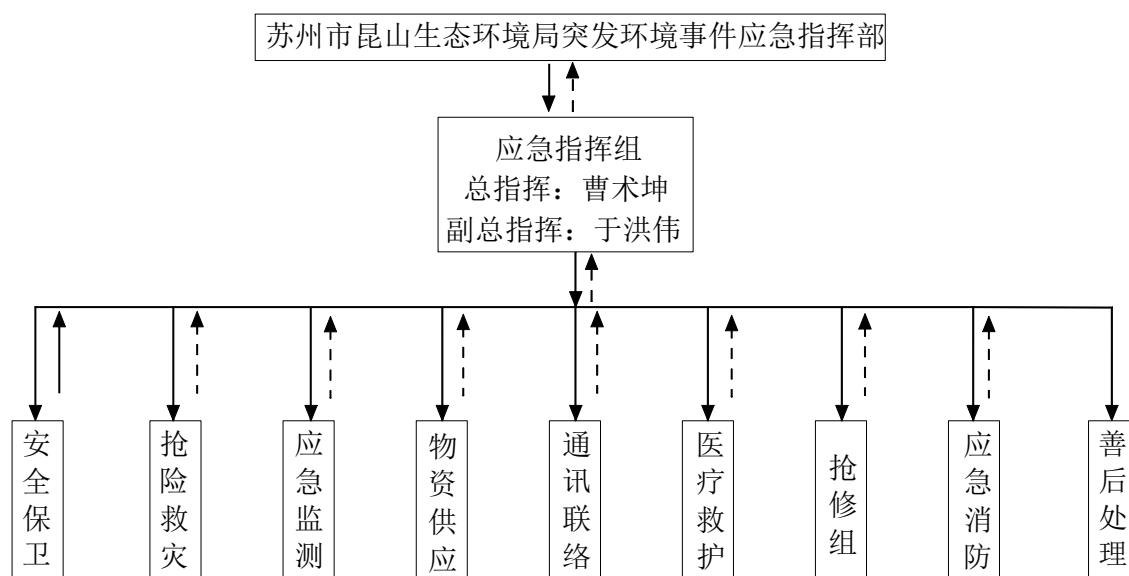 苏州市昆山生态环境局突发环境事件应急指挥部
应急指挥组
总指挥：曹术坤
副总指挥：于洪伟
安全保卫
抢险救灾
应急监测
物资供应
通讯联络
医疗救护
抢修组
应急消防
善后处理